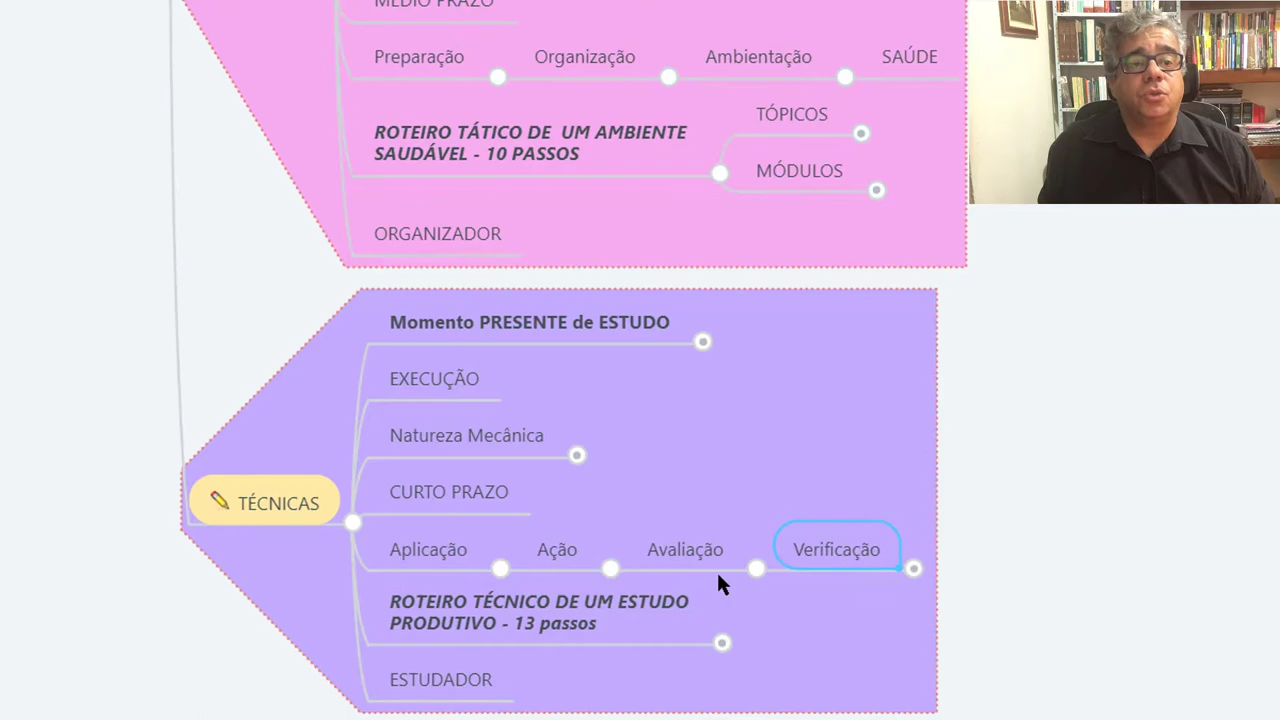 MÉDIO PRAZO
Preparação Organização Ambientação SAÚDE
TÓPICOS
ROTEIRO TÁTICO DE UM AMBIENTE
SAUDÁVEL - 10 PASSOS
MÓDULOS
ORGANIZADOR
Momento PRESENTE de ESTUDO
EXECUÇÃO
Natureza Mecânica
CURTO PRAZO
TÉCNICAS
Aplicação Ação Avaliação Verificação
ROTEIRO TÉCNICO DE UM ESTUDO
PRODUTIVO - 13 passos
ESTUDADOR